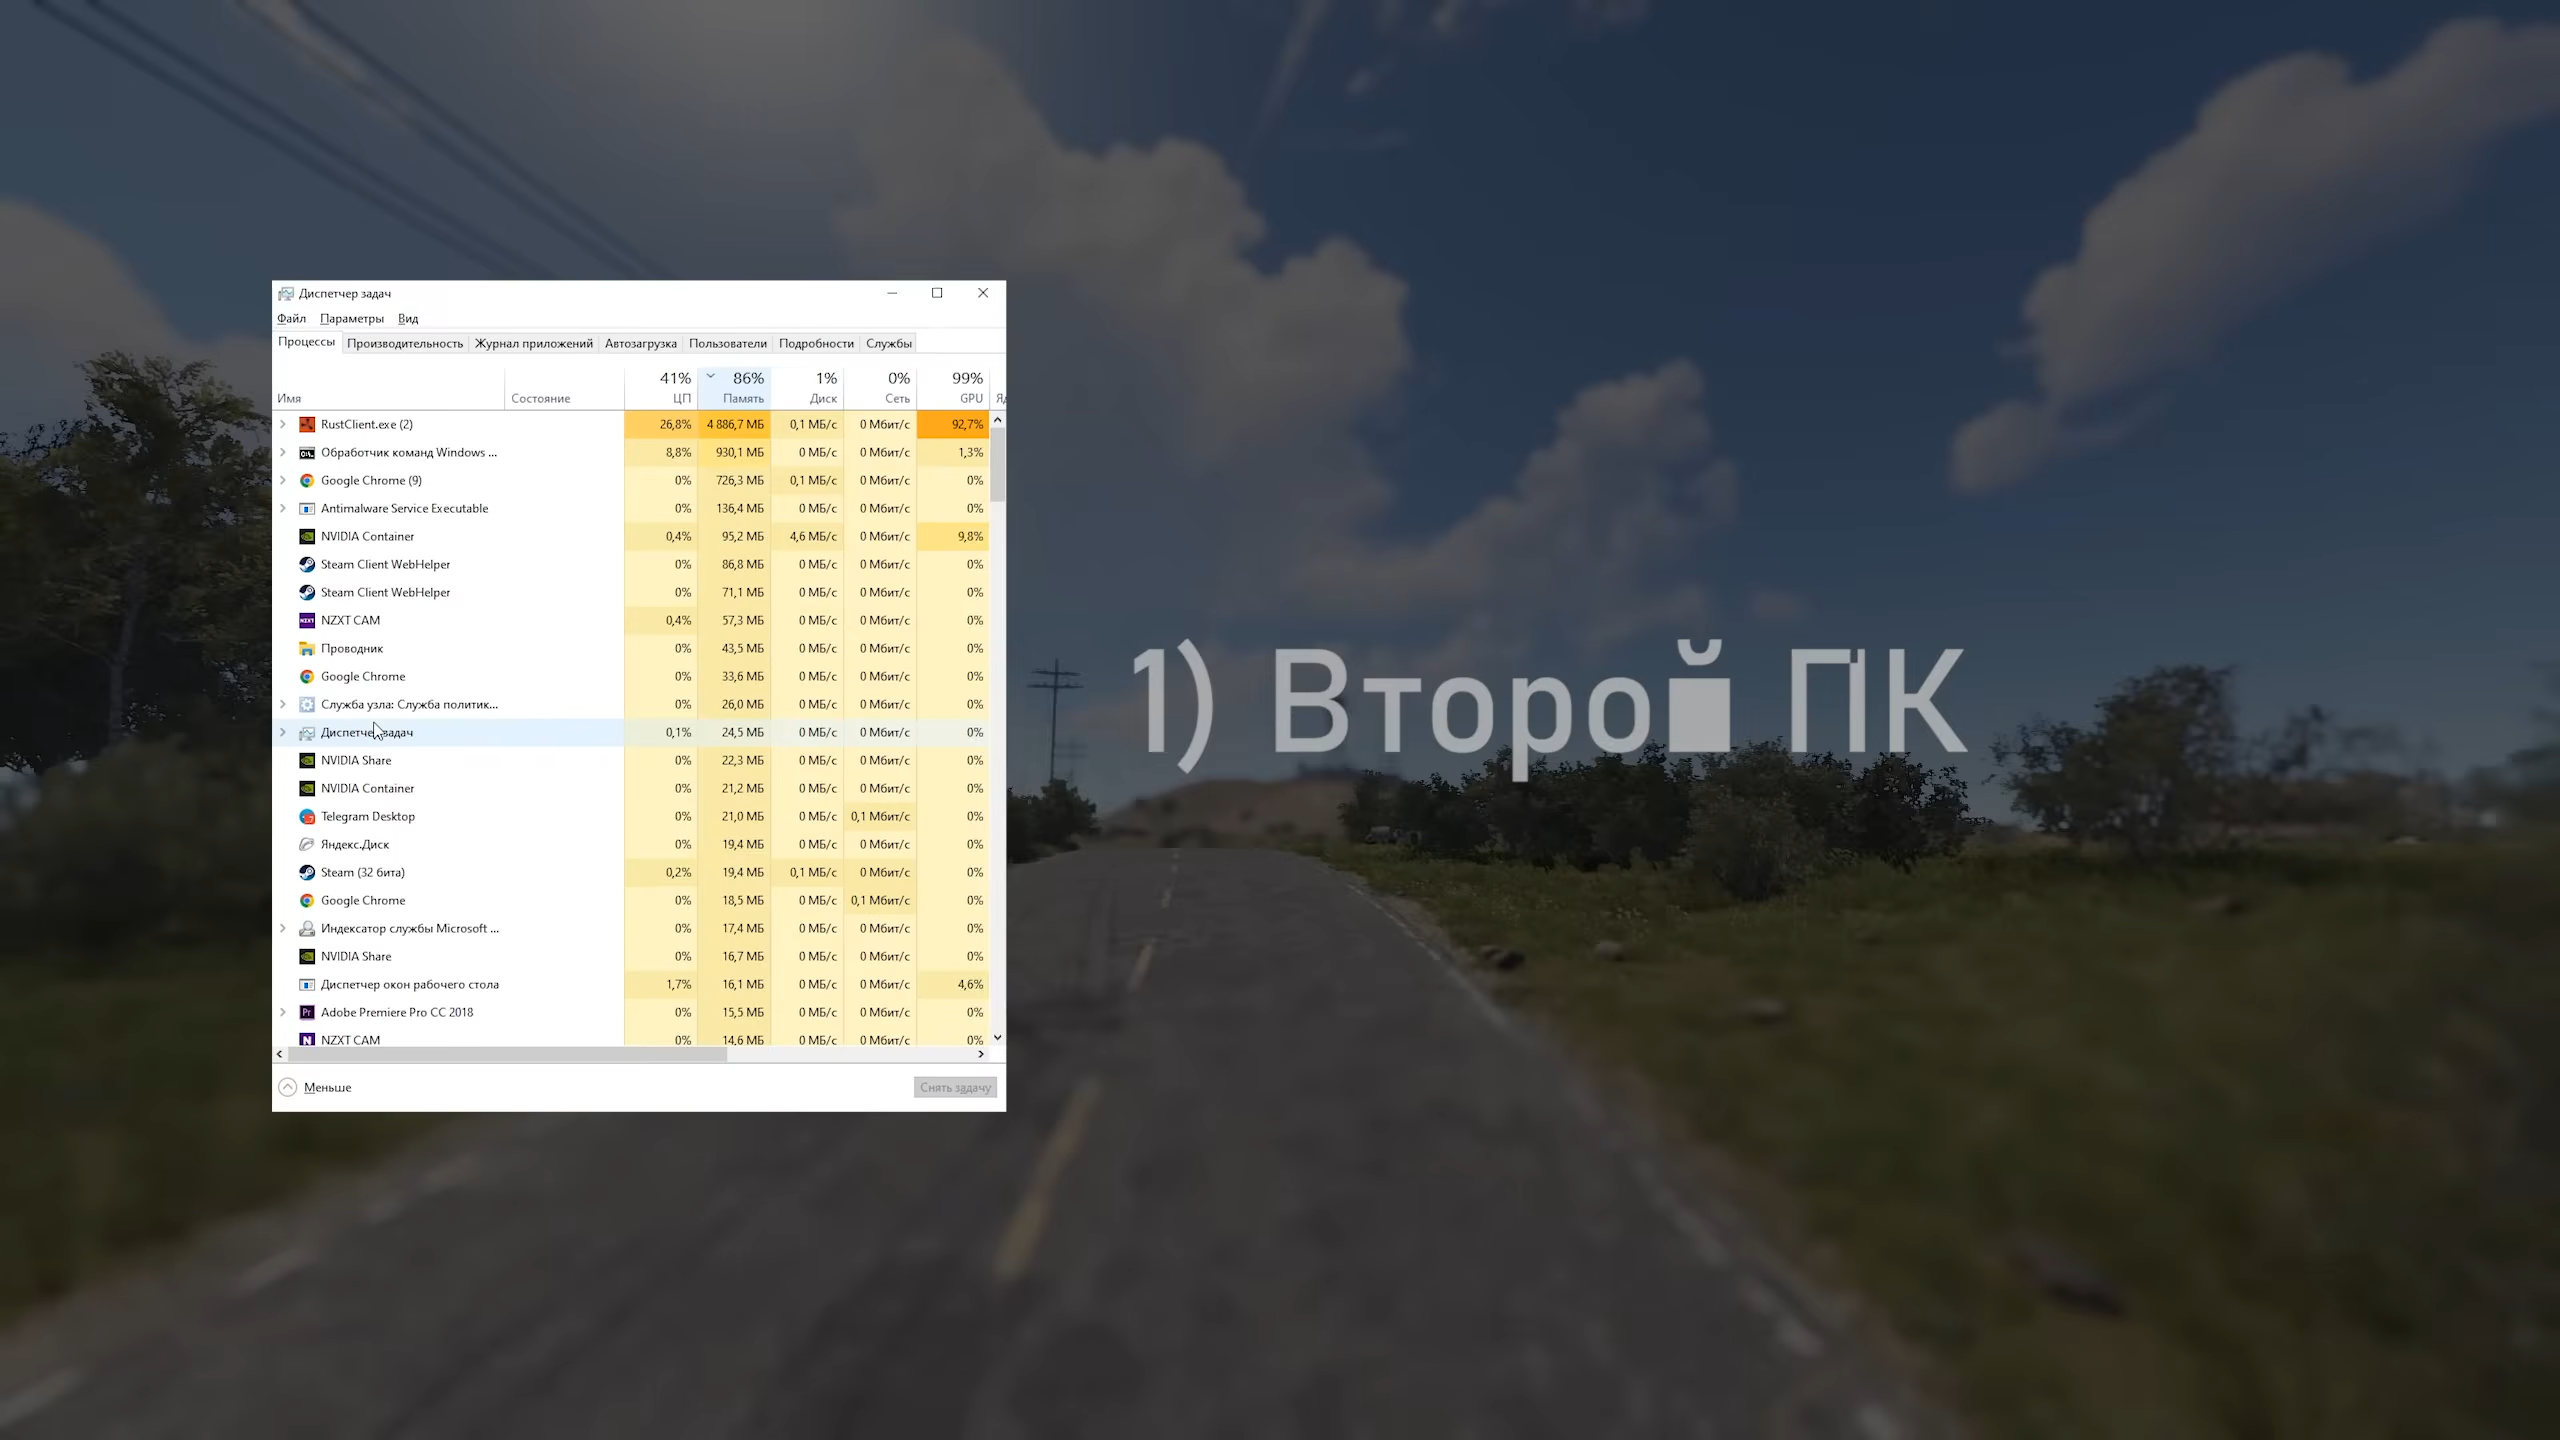 Диспетчер задач
Файл Параметры Вид
Процессы Производительность Журнал приложений Автозагрузка Пользователи Подробности Службы
41% 86% 1% 0% 99%
Имя Состояние ЦП Память Диск Сеть GPU
RustClient.exe (2) 26,8% 4 886,7 МБ 0,1 МБ/с 0 Мбит/с 92,7%
Обработчик команд Windows ... 8,8% 930,1 МБ 0 МБ/с 0 Мбит/с 1,3%
Google Chrome (9) 0% 726,3 МБ 0,1 МБ/с 0 Мбит/с 0%
Antimalware Service Executable 0% 136,4 МБ 0 МБ/с 0 Мбит/с 0%
NVIDIA Container 0,4% 95,2 МБ 4,6 МБ/с 0 Мбит/с 9,8%
Steam Client WebHelper 0% 86,8 МБ 0 МБ/с 0 Мбит/с 0%
Steam Client WebHelper 0% 71,1 МБ 0 МБ/с 0 Мбит/с 0%
NZXT CAM 0,4% 57,3 МБ 0 МБ/с 0 Мбит/с 0%
Проводник 0% 43,5 МБ 0 МБ/с 0 Мбит/с 0%
Google Chrome 0% 33,6 МБ 0 МБ/с 0 Мбит/с 0%
Служба узла: Служба политик... 0% 26,0 МБ 0 МБ/с 0 Мбит/с 0%
Диспетчер задач 0,1% 24,5 МБ 0 МБ/с 0 Мбит/с 0%
NVIDIA Share 0% 22,3 МБ 0 МБ/с 0 Мбит/с 0%
NVIDIA Container 0% 21,2 МБ 0 МБ/с 0 Мбит/с 0%
Telegram Desktop 0% 21,0 МБ 0 МБ/с 0,1 Мбит/с 0%
Яндекс.Диск 0% 19,4 МБ 0 МБ/с 0 Мбит/с 0%
Steam (32 бита) 0,2% 19,4 МБ 0,1 МБ/с 0 Мбит/с 0%
Google Chrome 0% 18,5 МБ 0 МБ/с 0,1 Мбит/с 0%
Индексатор службы Microsoft ... 0% 17,4 МБ 0 МБ/с 0 Мбит/с 0%
NVIDIA Share 0% 16,7 МБ 0 МБ/с 0 Мбит/с 0%
Диспетчер окон рабочего стола 1,7% 16,1 МБ 0 МБ/с 0 Мбит/с 4,6%
Adobe Premiere Pro CC 2018 0% 15,5 МБ 0 МБ/с 0 Мбит/с 0%
NZXT CAM 0% 14,6 МБ 0 МБ/с 0 Мбит/с 0%
Меньше Снять задачу
1) Второй ПК